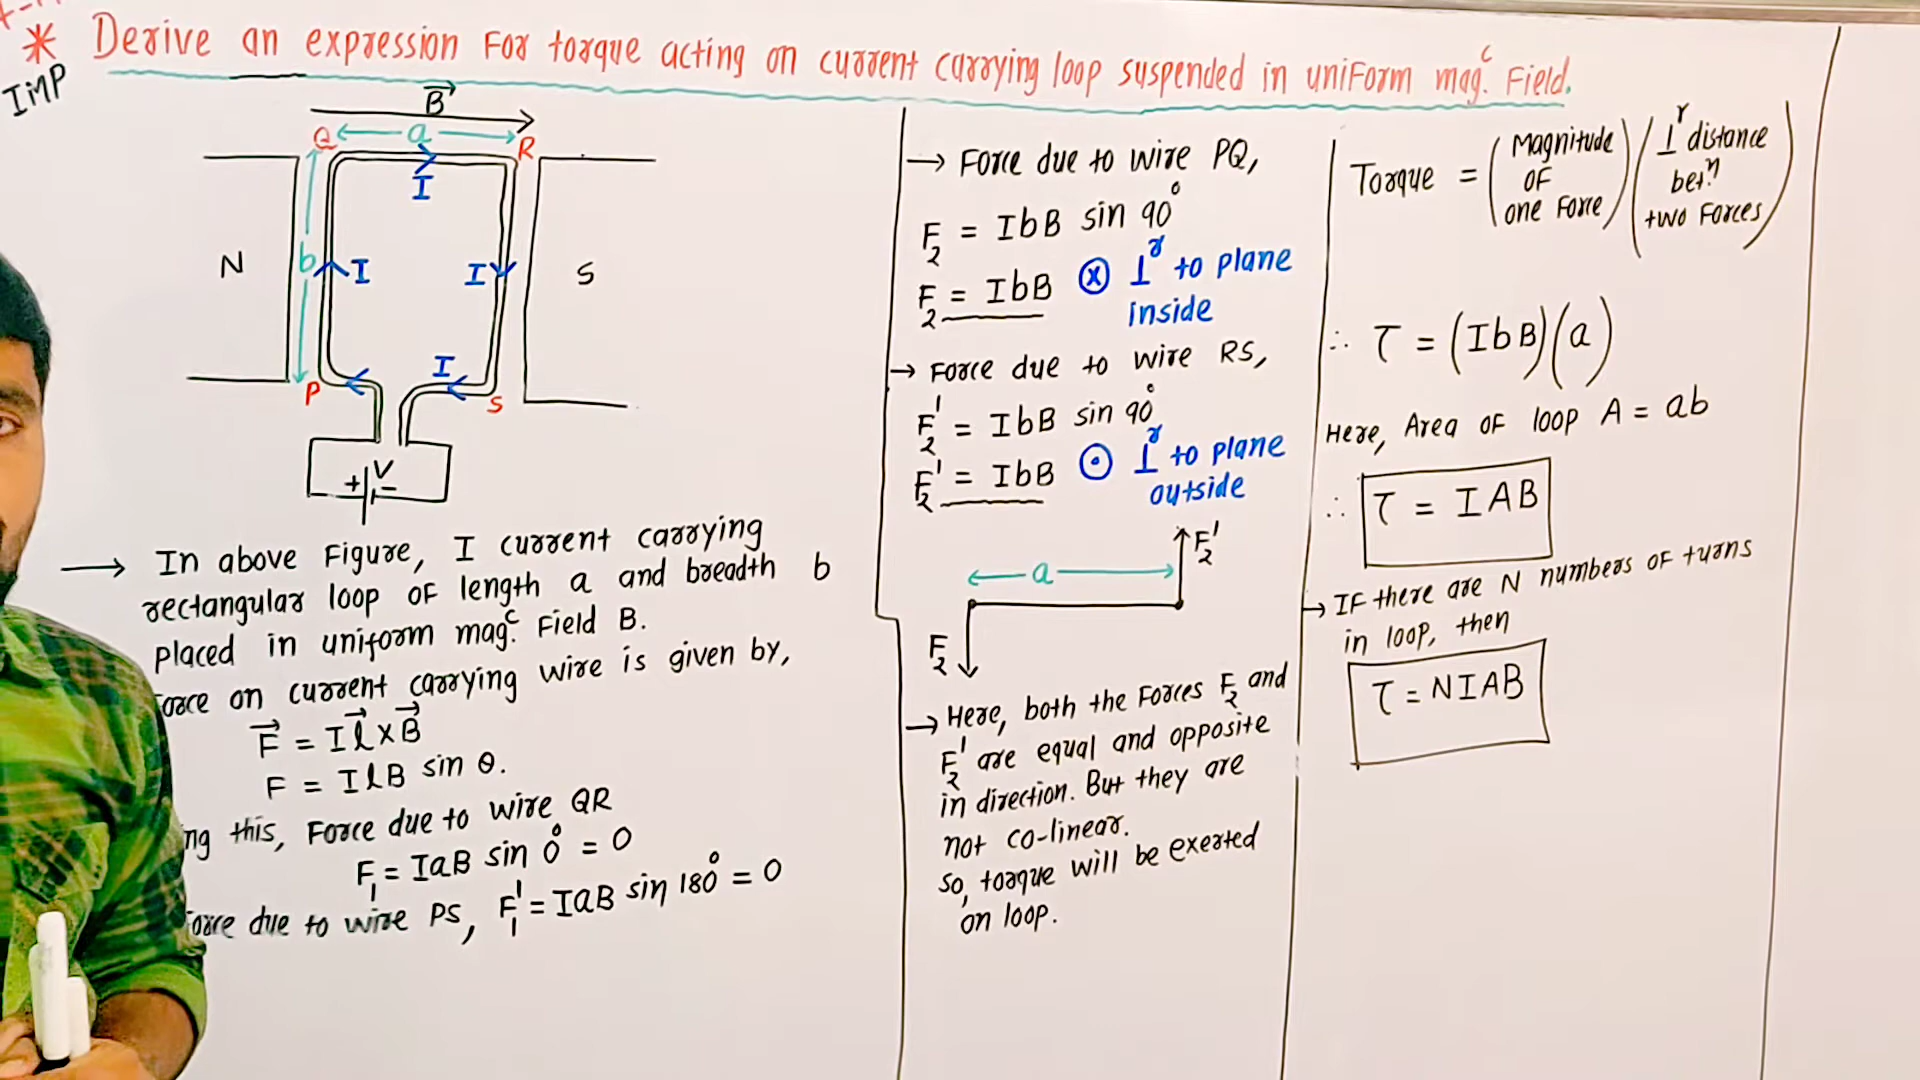 * Derive an expression for torque acting on current carrying loop suspended in uniform magᶜ. Field.
IMP
B⃗
Q a R
I
N b I I S
P I S
+ V -
→ In above Figure, I current carrying
rectangular loop of length a and breadth b
placed in uniform magᶜ. Field B.
orce on current carrying wire is given by,
F⃗ = I l⃗ × B⃗
F = I l B sin θ.
ng this, Force due to wire QR
F₁ = IaB sin 0° = 0
orce due to wire PS, F₁' = IaB sin 180° = 0
→ Force due to wire PQ,
F₂ = IbB sin 90°
F₂ = IbB ⊗ ⊥ʳ to plane
inside
→ Force due to wire RS,
F₂' = IbB sin 90°
F₂' = IbB ⊙ ⊥ʳ to plane
outside
F₂'
a
F₂
→ Here, both the Forces F₂ and
F₂' are equal and opposite
in direction. But they are
not co-linear.
so, torque will be exerted
on loop.
Torque = (Magnitude of one Force) (⊥ʳ distance betⁿ. two Forces)
∴ τ = (IbB)(a)
Here, Area of loop A = ab
∴ τ = IAB
→ IF there are N numbers of turns
in loop, then
τ = NIAB